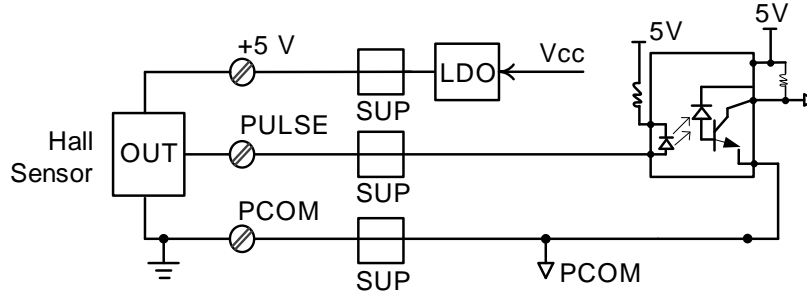 5V
5V
+5 V
LDO
Vcc
SUP
Hall
Sensor
OUT
PULSE
SUP
PCOM
SUP
PCOM